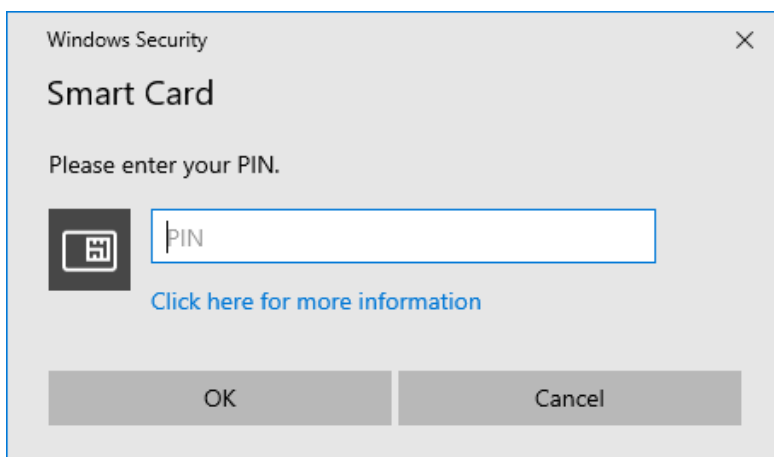 Windows Security
Smart Card
Please enter your PIN.
PIN
Click here for more information
OK
Cancel